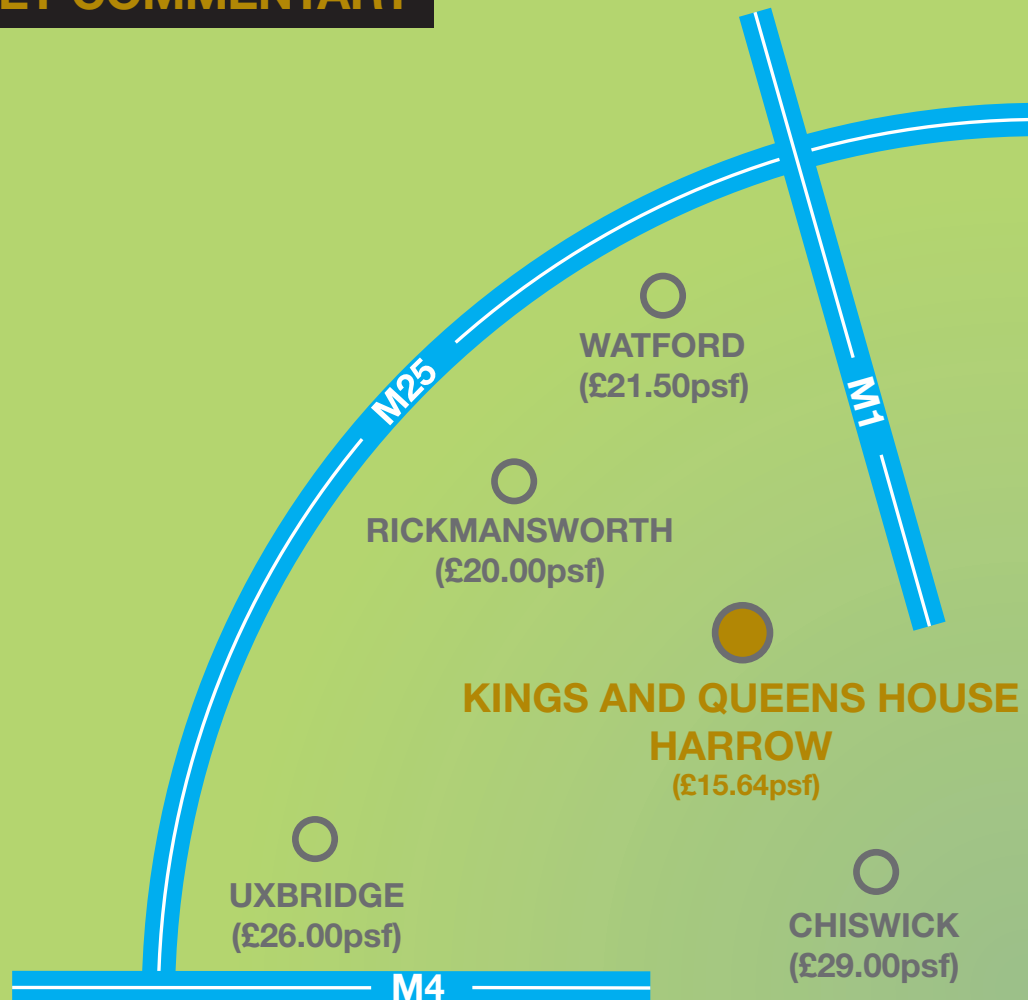 COMMENTARY
WATFORD
(£21.50psf)
M25
M1
RICKMANSWORTH
(£20.00psf)
KINGS AND QUEENS HOUSE
HARROW
(£15.64psf)
UXBRIDGE
(£26.00psf)
CHISWICK
(£29.00psf)
M4